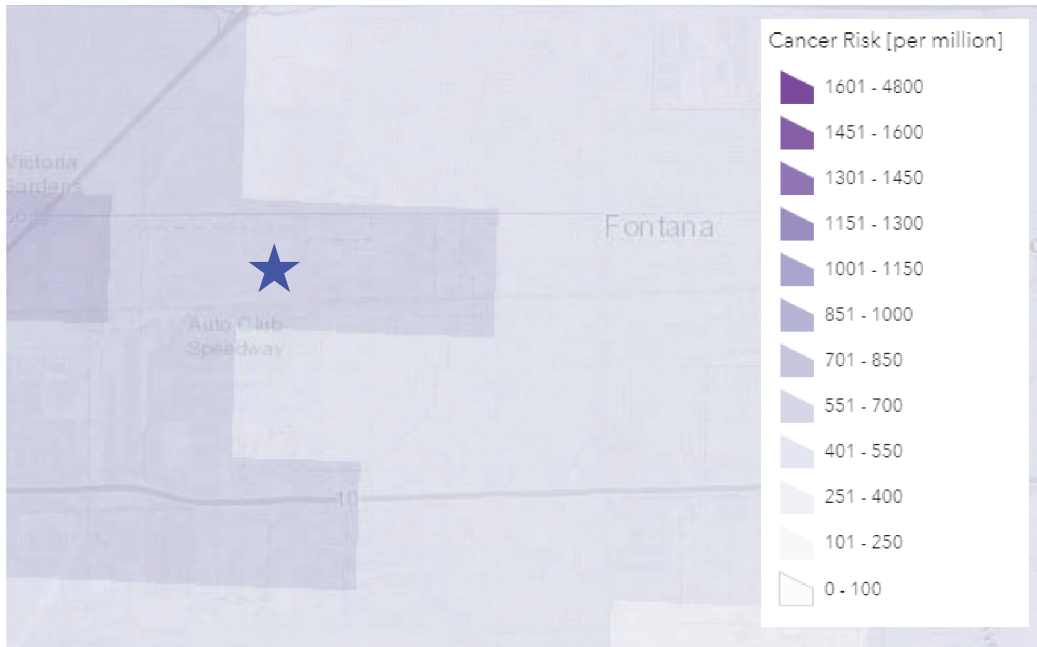 Victoria
Gardens
Fontana
Auto Club
Speedway
10
Cancer Risk [per million]
1601 - 4800
1451 - 1600
1301 - 1450
1151 - 1300
1001 - 1150
851 - 1000
701 - 850
551 - 700
401 - 550
251 - 400
101 - 250
0 - 100